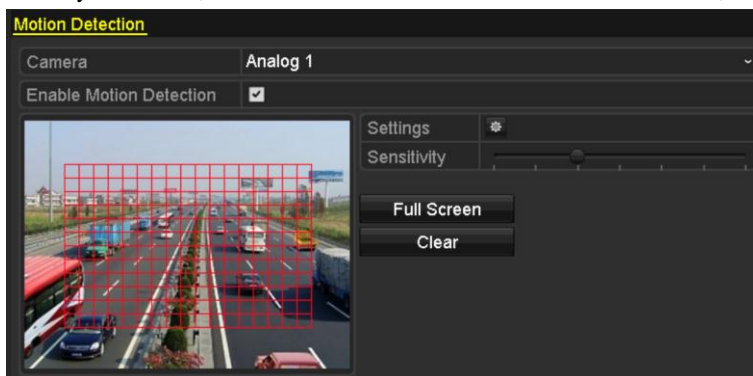 Motion Detection
Camera Analog 1
Enable Motion Detection
Settings
Sensitivity
Full Screen
Clear